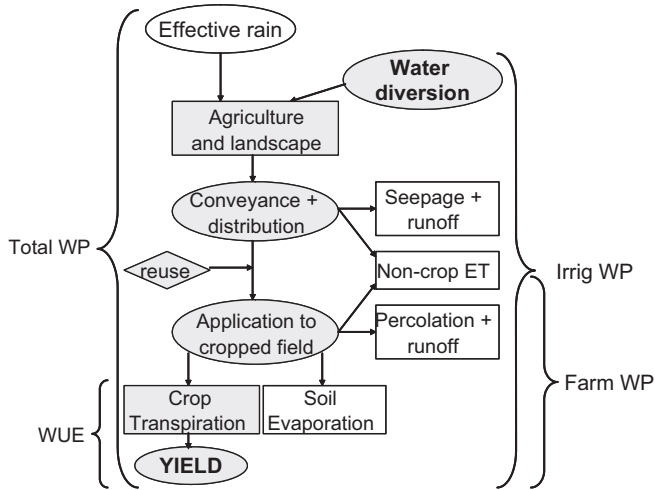 Effective rain
Water
diversion
Agriculture
and landscape
Conveyance +
distribution
Seepage +
runoff
Total WP
reuse
Non-crop ET
Irrig WP
Application to
cropped field
Percolation +
runoff
Farm WP
Crop
Transpiration
Soil
Evaporation
WUE
YIELD